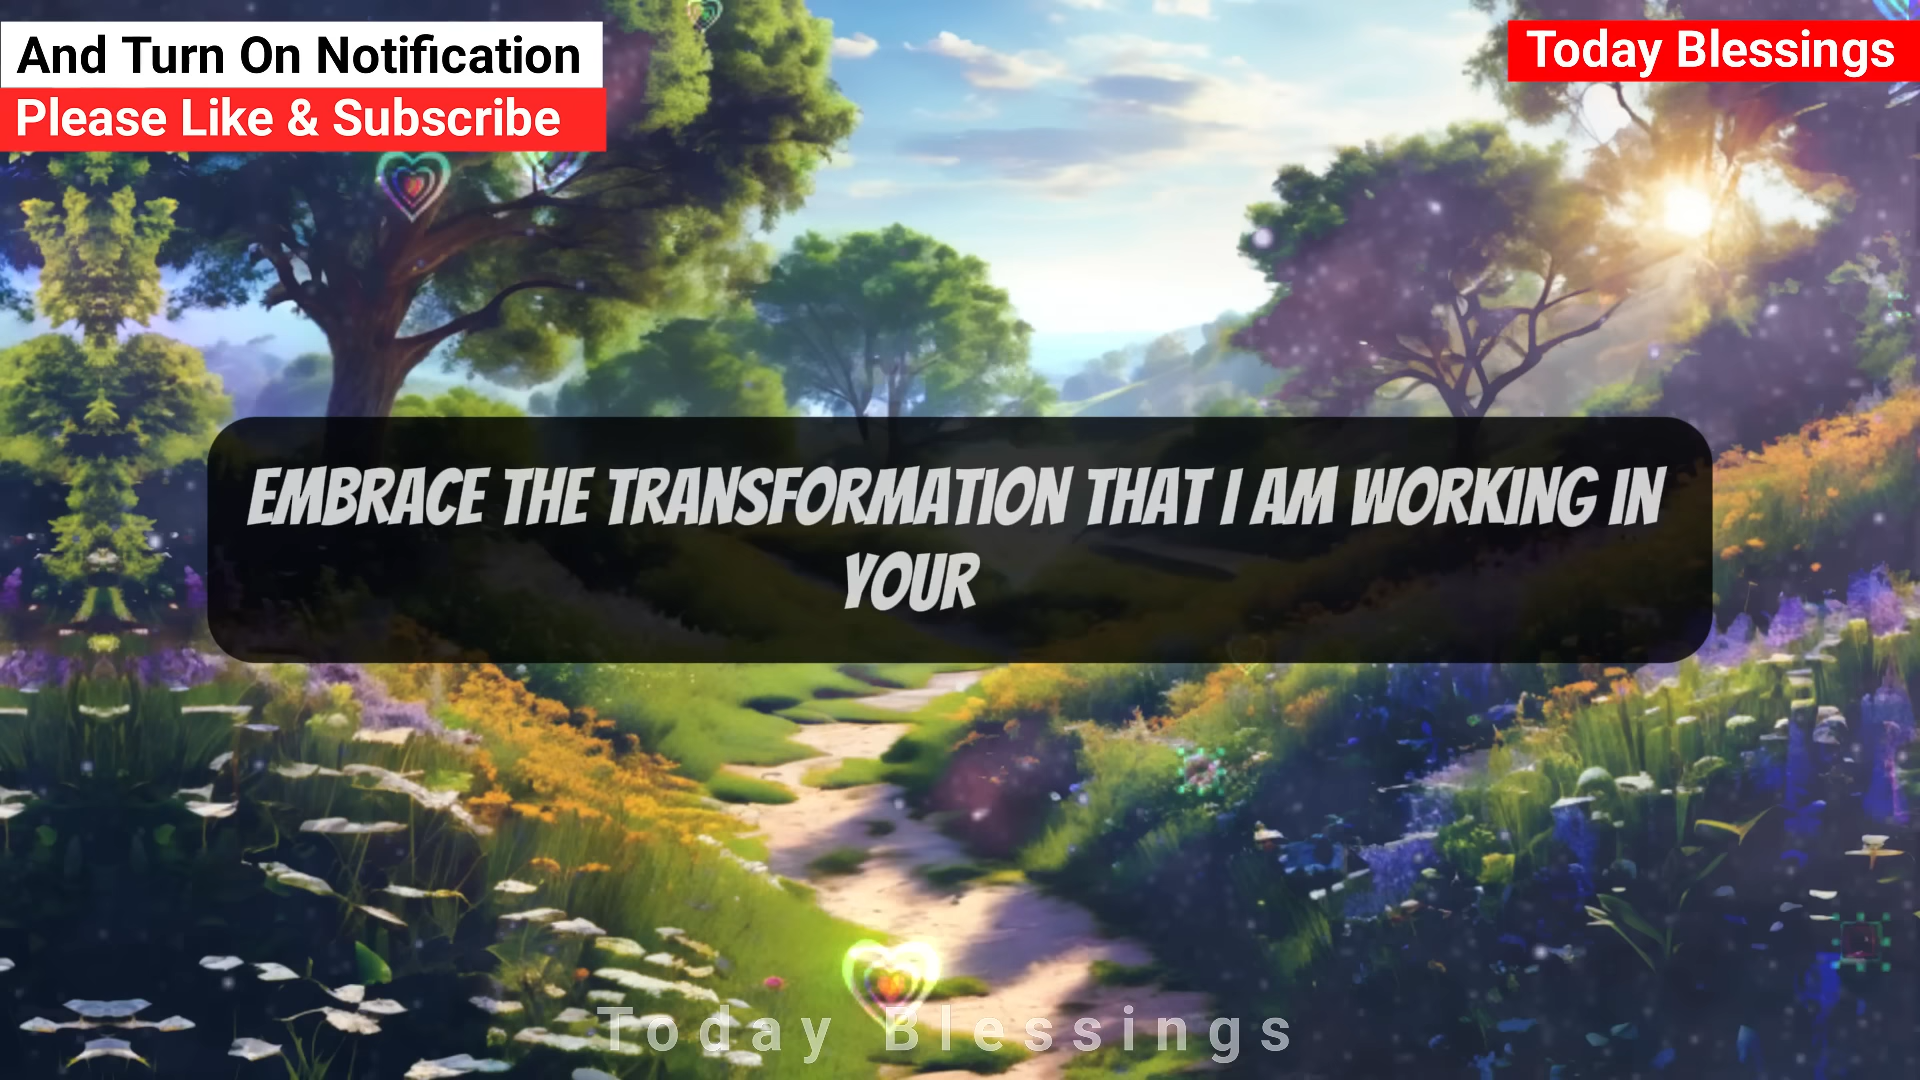 And Turn On Notification
Please Like & Subscribe
Today Blessings
EMBRACE THE TRANSFORMATION THAT I AM WORKING IN
YOUR
Today Blessings